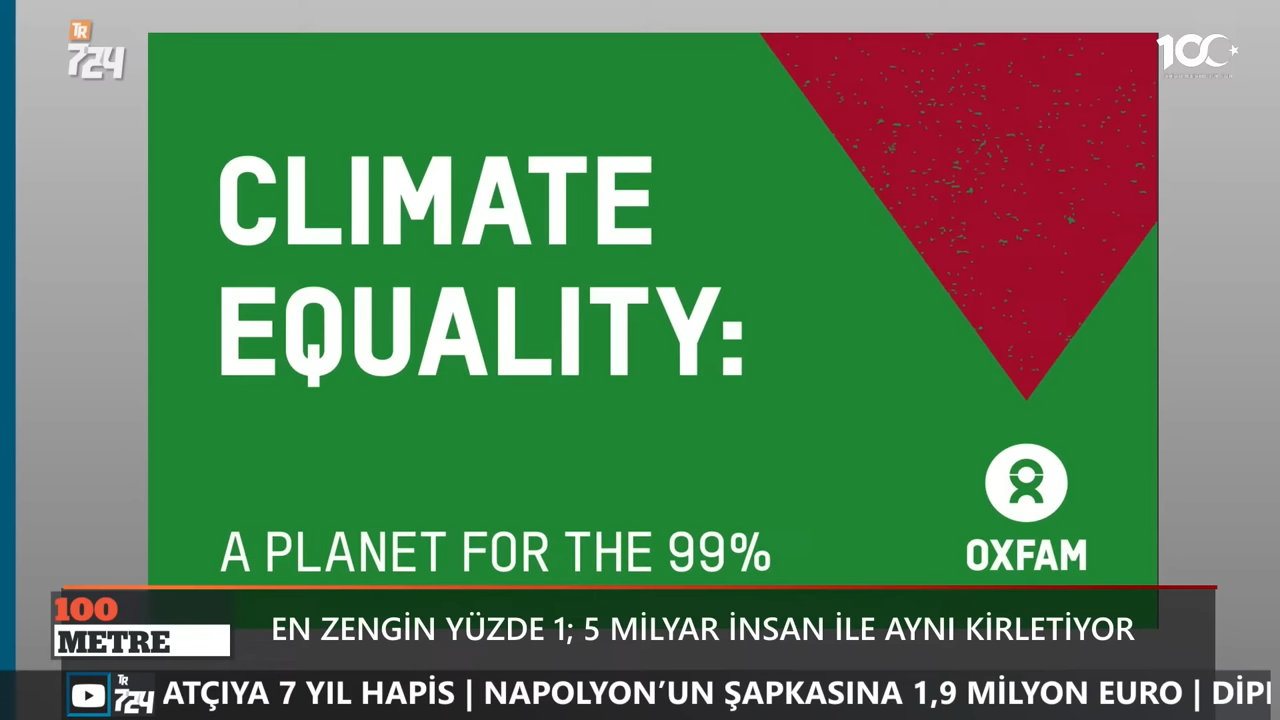 TR
724
100
CLIMATE
EQUALITY:
A PLANET FOR THE 99%
OXFAM
100
METRE
EN ZENGİN YÜZDE 1; 5 MİLYAR İNSAN İLE AYNI KİRLETİYOR
TR
724
ATÇIYA 7 YIL HAPİS | NAPOLYON’UN ŞAPKASINA 1,9 MİLYON EURO | DİPL